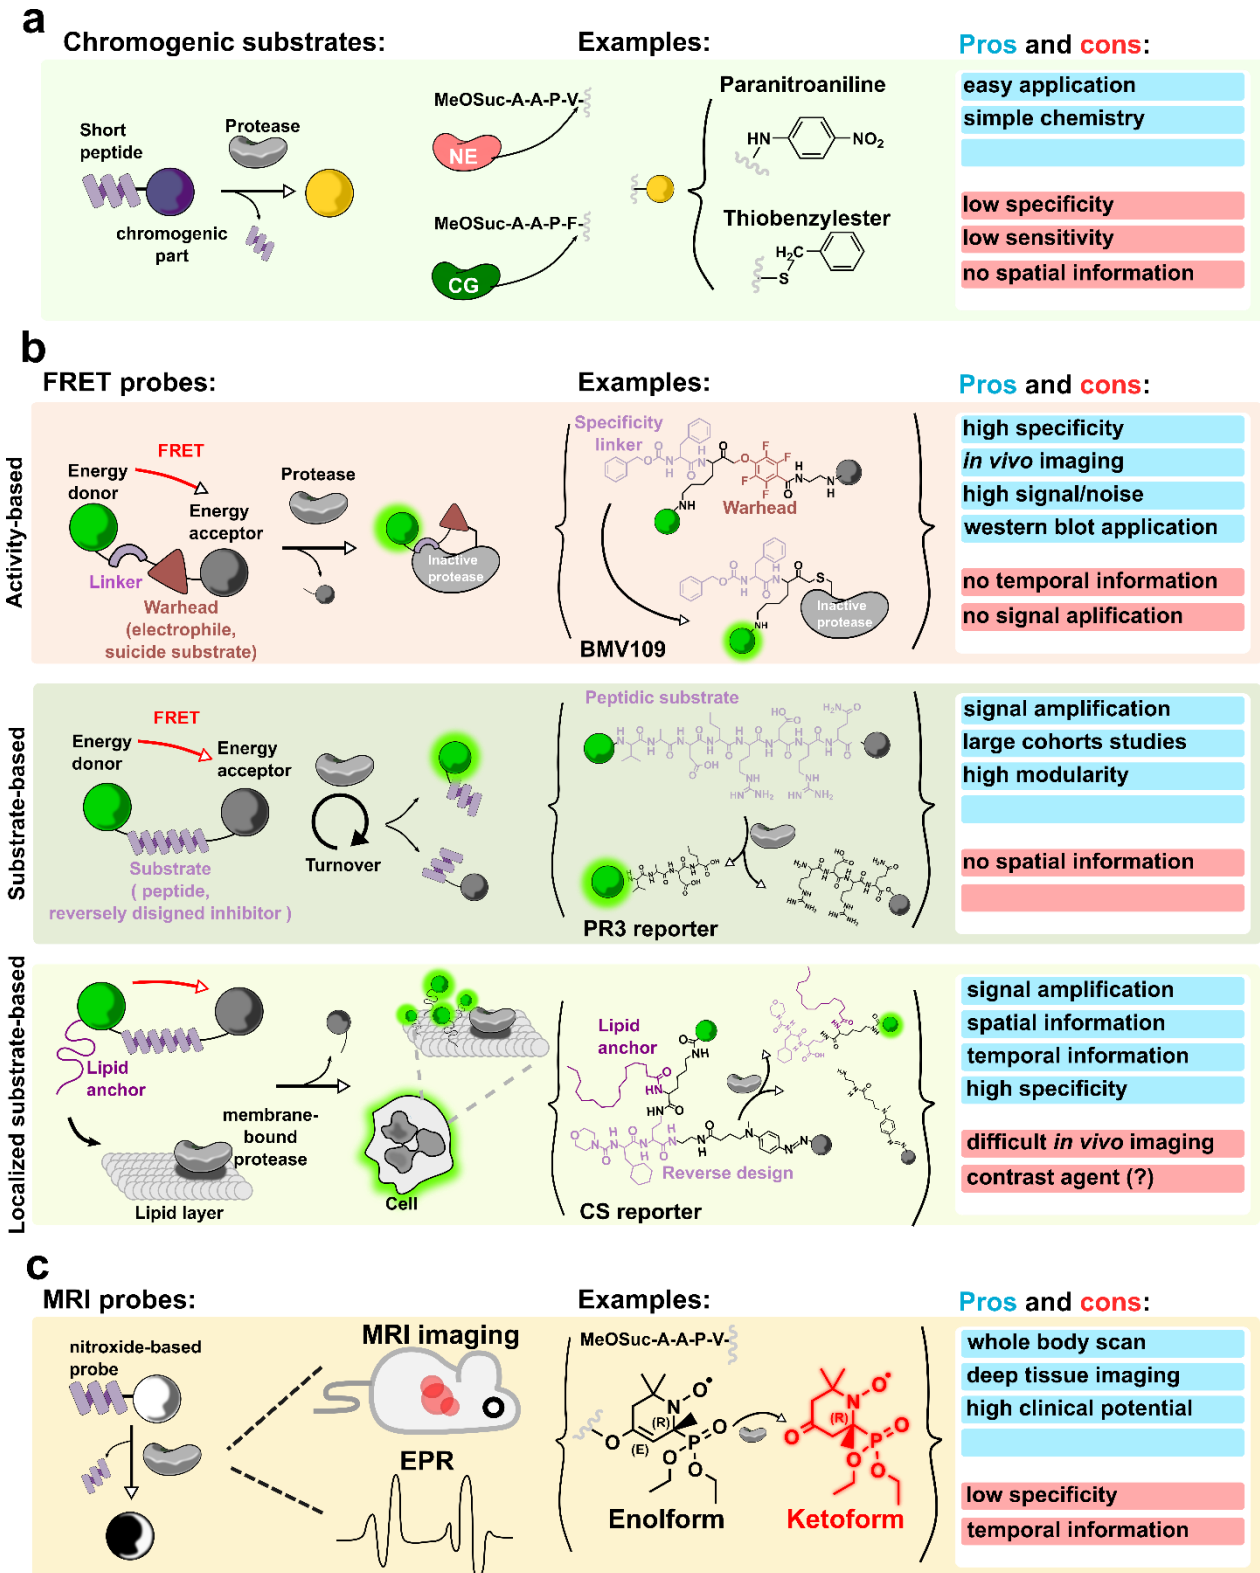 a
Chromogenic substrates:
Examples:
Pros and cons:
Short
peptide
Protease
chromogenic
part
MeOSuc-A-A-P-V-
NE
MeOSuc-A-A-P-F-
CG
Paranitroaniline
HN
NO₂
Thiobenzylester
H₂C
S
easy application
simple chemistry
low specificity
low sensitivity
no spatial information
b
FRET probes:
Examples:
Pros and cons:
Activity-based
FRET
Energy
donor
Energy
acceptor
Protease
Linker
Warhead
(electrophile,
suicide substrate)
Inactive
protease
Specificity
linker
Warhead
Inactive
protease
BMV109
high specificity
in vivo imaging
high signal/noise
western blot application
no temporal information
no signal aplification
Substrate-based
FRET
Energy
donor
Energy
acceptor
Turnover
Substrate
( peptide,
reversely disigned inhibitor )
Peptidic substrate
PR3 reporter
signal amplification
large cohorts studies
high modularity
no spatial information
Localized substrate-based
Lipid
anchor
membrane-
bound
protease
Lipid layer
Cell
Lipid
anchor
Reverse design
CS reporter
signal amplification
spatial information
temporal information
high specificity
difficult in vivo imaging
contrast agent (?)
c
MRI probes:
Examples:
Pros and cons:
nitroxide-based
probe
MRI imaging
EPR
MeOSuc-A-A-P-V-
N
O•
(R)
O
(E)
P
O
O
O
Enolform
N
O•
(R)
O
P
O
O
O
Ketoform
whole body scan
deep tissue imaging
high clinical potential
low specificity
temporal information